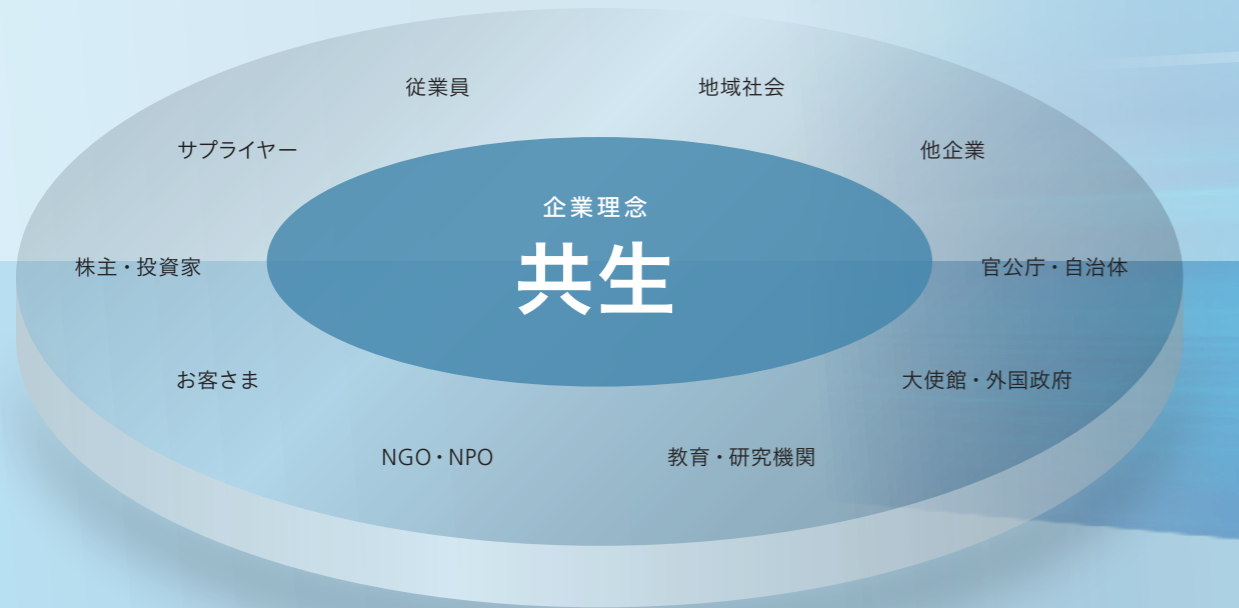 従業員
地域社会
サプライヤー
他企業
企業理念
共生
株主・投資家
官公庁・自治体
お客さま
大使館・外国政府
NGO・NPO
教育・研究機関